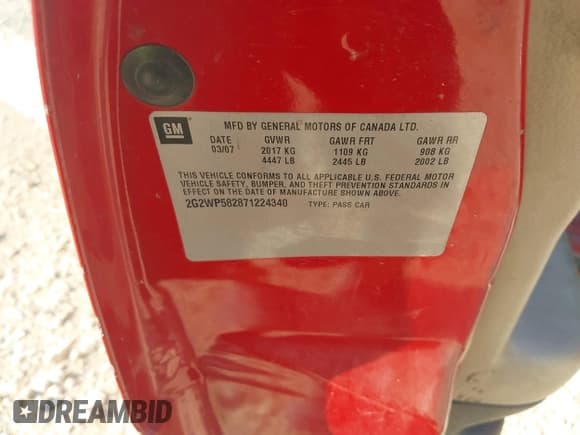 GM
MFD BY GENERAL MOTORS OF CANADA LTD.
DATE GVWR GAWR FRT GAWR RR
03/07 2017 KG 1109 KG 908 KG
4447 LB 2445 LB 2002 LB
THIS VEHICLE CONFORMS TO ALL APPLICABLE U.S. FEDERAL MOTOR
VEHICLE SAFETY, BUMPER, AND THEFT PREVENTION STANDARDS IN
EFFECT ON THE DATE OF MANUFACTURE SHOWN ABOVE.
2G2WP582871224340 TYPE: PASS CAR
DREAMBID